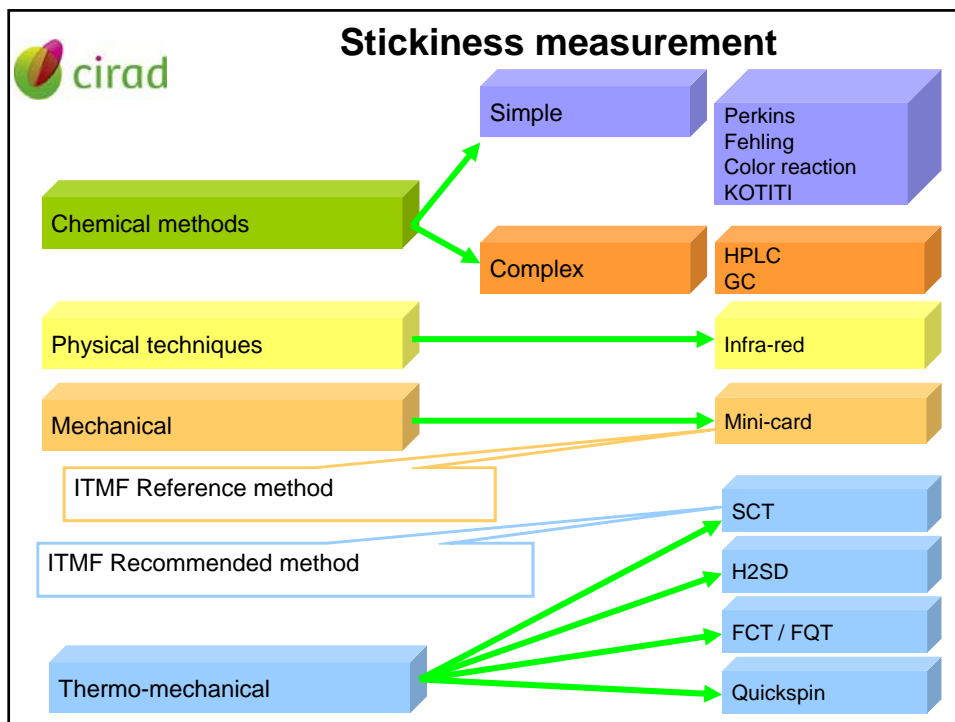 cirad
Stickiness measurement
Simple
Perkins
Fehling
Color reaction
KOTITI
Chemical methods
Complex
HPLC
GC
Physical techniques
Infra-red
Mechanical
Mini-card
ITMF Reference method
SCT
ITMF Recommended method
H2SD
FCT / FQT
Thermo-mechanical
Quickspin